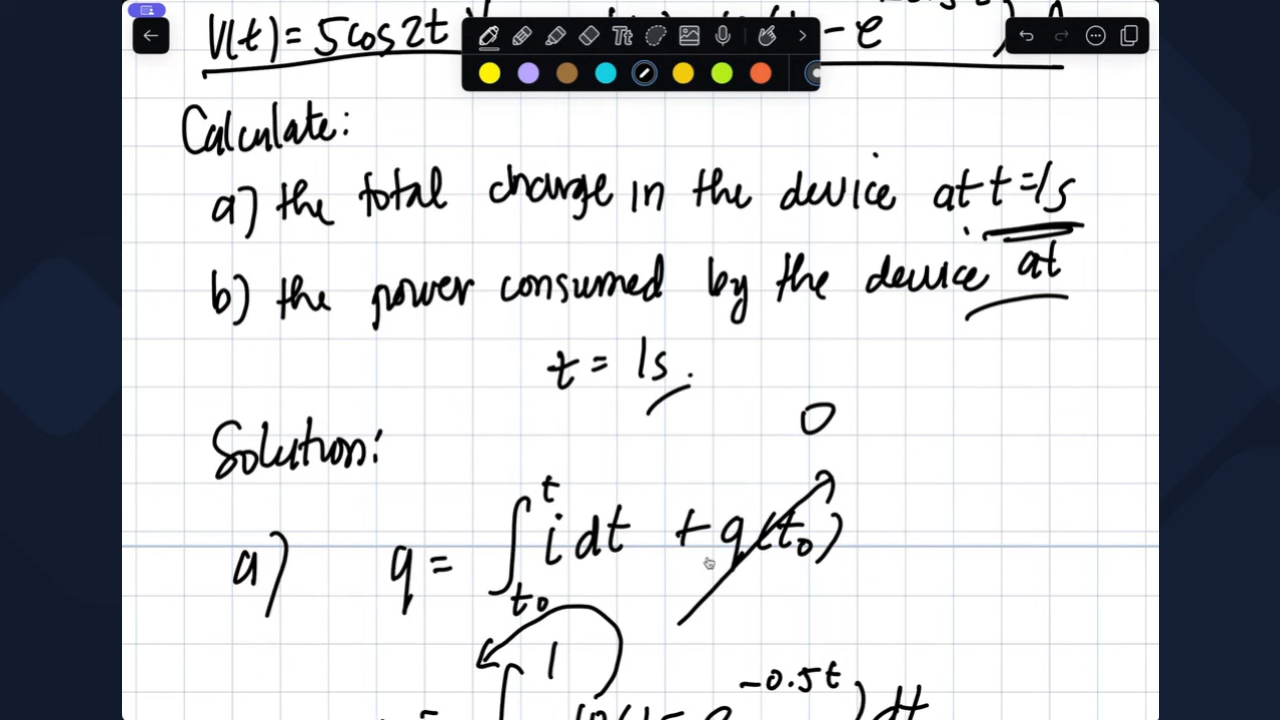 V(t) = 5cos2t - e
Calculate:
a) the total charge in the device at t=1s
b) the power consumed by the device at
t = 1s.
Solution:
0
a) q = ∫ i dt + q(t₀)
t
t₀
1
-0.5t
) dt